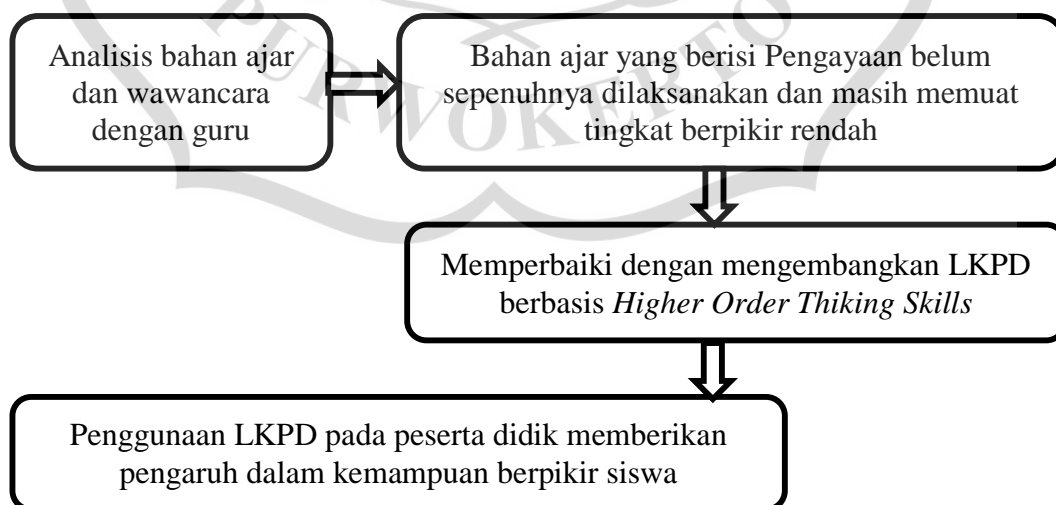 Analisis bahan ajar
dan wawancara
dengan guru
Bahan ajar yang berisi Pengayaan belum
sepenuhnya dilaksanakan dan masih memuat
tingkat berpikir rendah
PURWOKERTO
Memperbaiki dengan mengembangkan LKPD
berbasis Higher Order Thiking Skills
Penggunaan LKPD pada peserta didik memberikan
pengaruh dalam kemampuan berpikir siswa